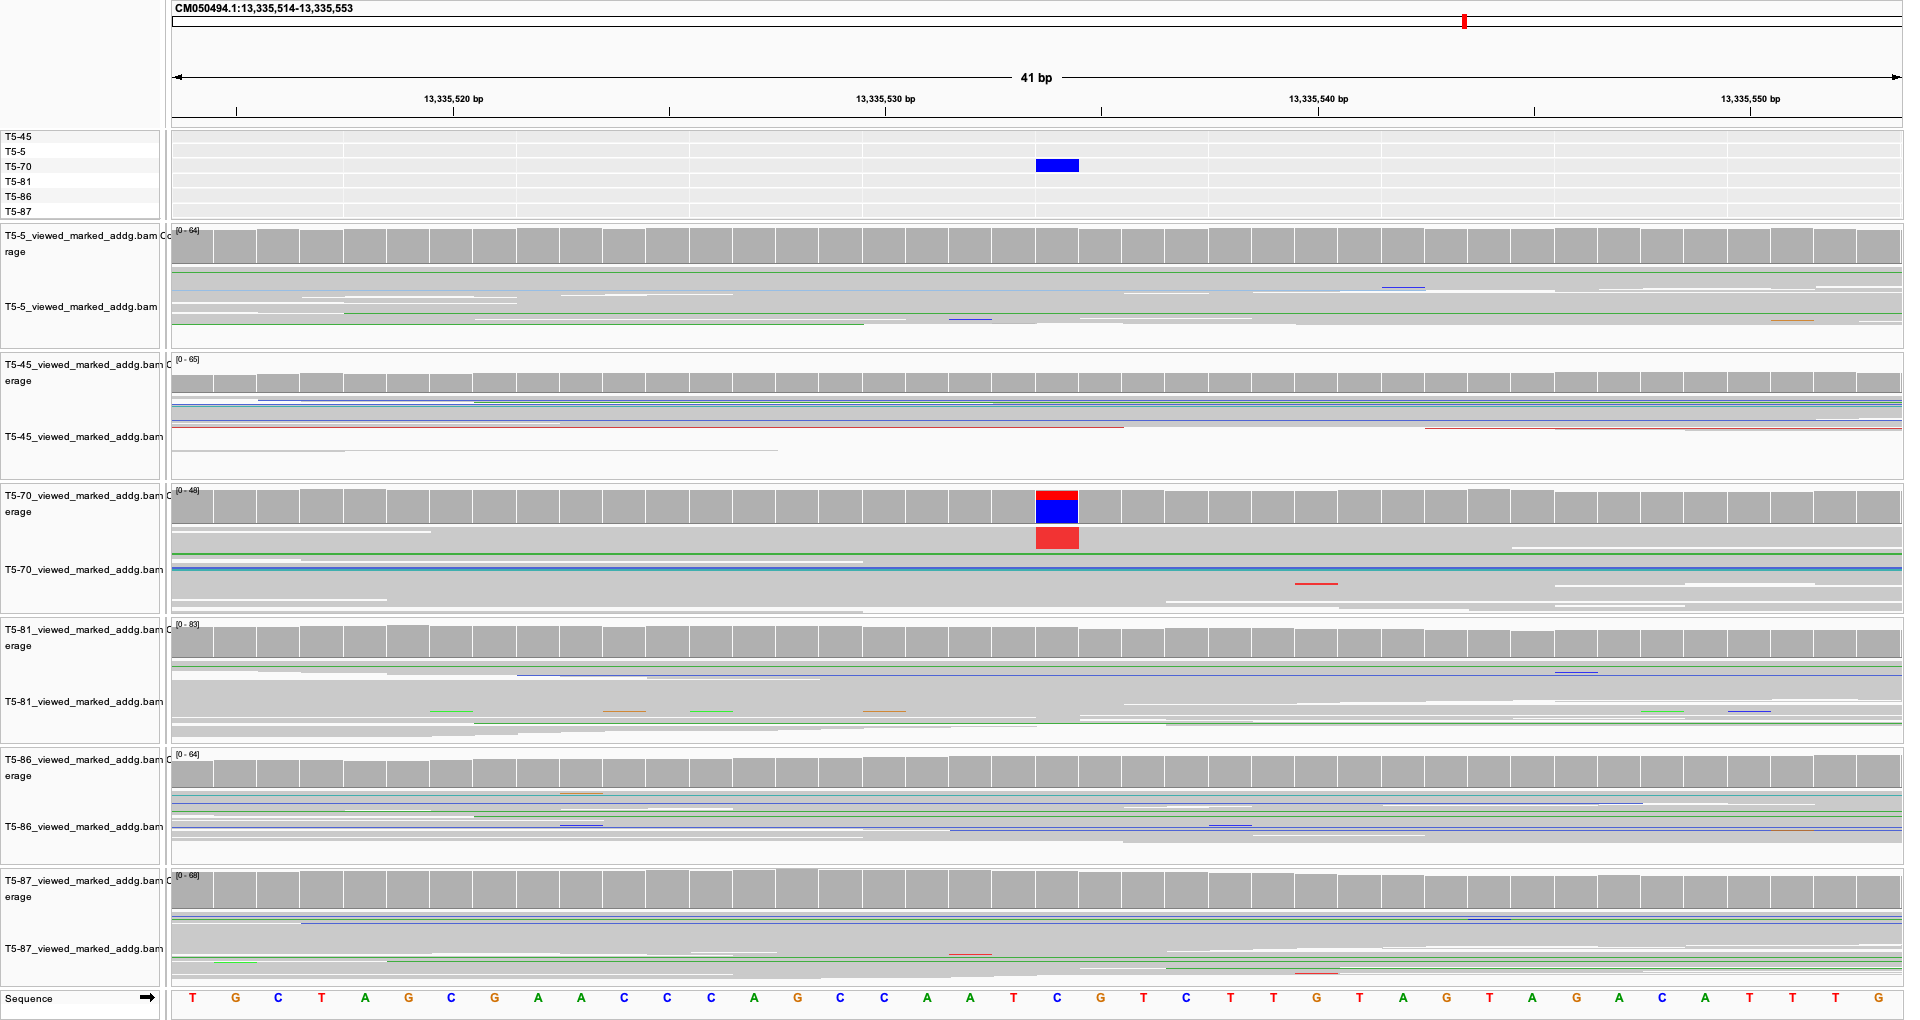 CM050494.1:13,335,514-13,335,553
41 bp
13,335,520 bp 13,335,530 bp 13,335,540 bp 13,335,550 bp
T5-45
T5-5
T5-70
T5-81
T5-86
T5-87
T5-5_viewed_marked_addg.bam Co
rage
[0 - 64]
T5-5_viewed_marked_addg.bam
T5-45_viewed_marked_addg.bam C
erage
[0 - 65]
T5-45_viewed_marked_addg.bam
T5-70_viewed_marked_addg.bam C
erage
[0 - 48]
T5-70_viewed_marked_addg.bam
T5-81_viewed_marked_addg.bam C
erage
[0 - 83]
T5-81_viewed_marked_addg.bam
T5-86_viewed_marked_addg.bam C
erage
[0 - 64]
T5-86_viewed_marked_addg.bam
T5-87_viewed_marked_addg.bam C
erage
[0 - 68]
T5-87_viewed_marked_addg.bam
Sequence T G C T A G C G A A C C C A G C C A A T C G T C T T G T A G T A G A C A T T T G